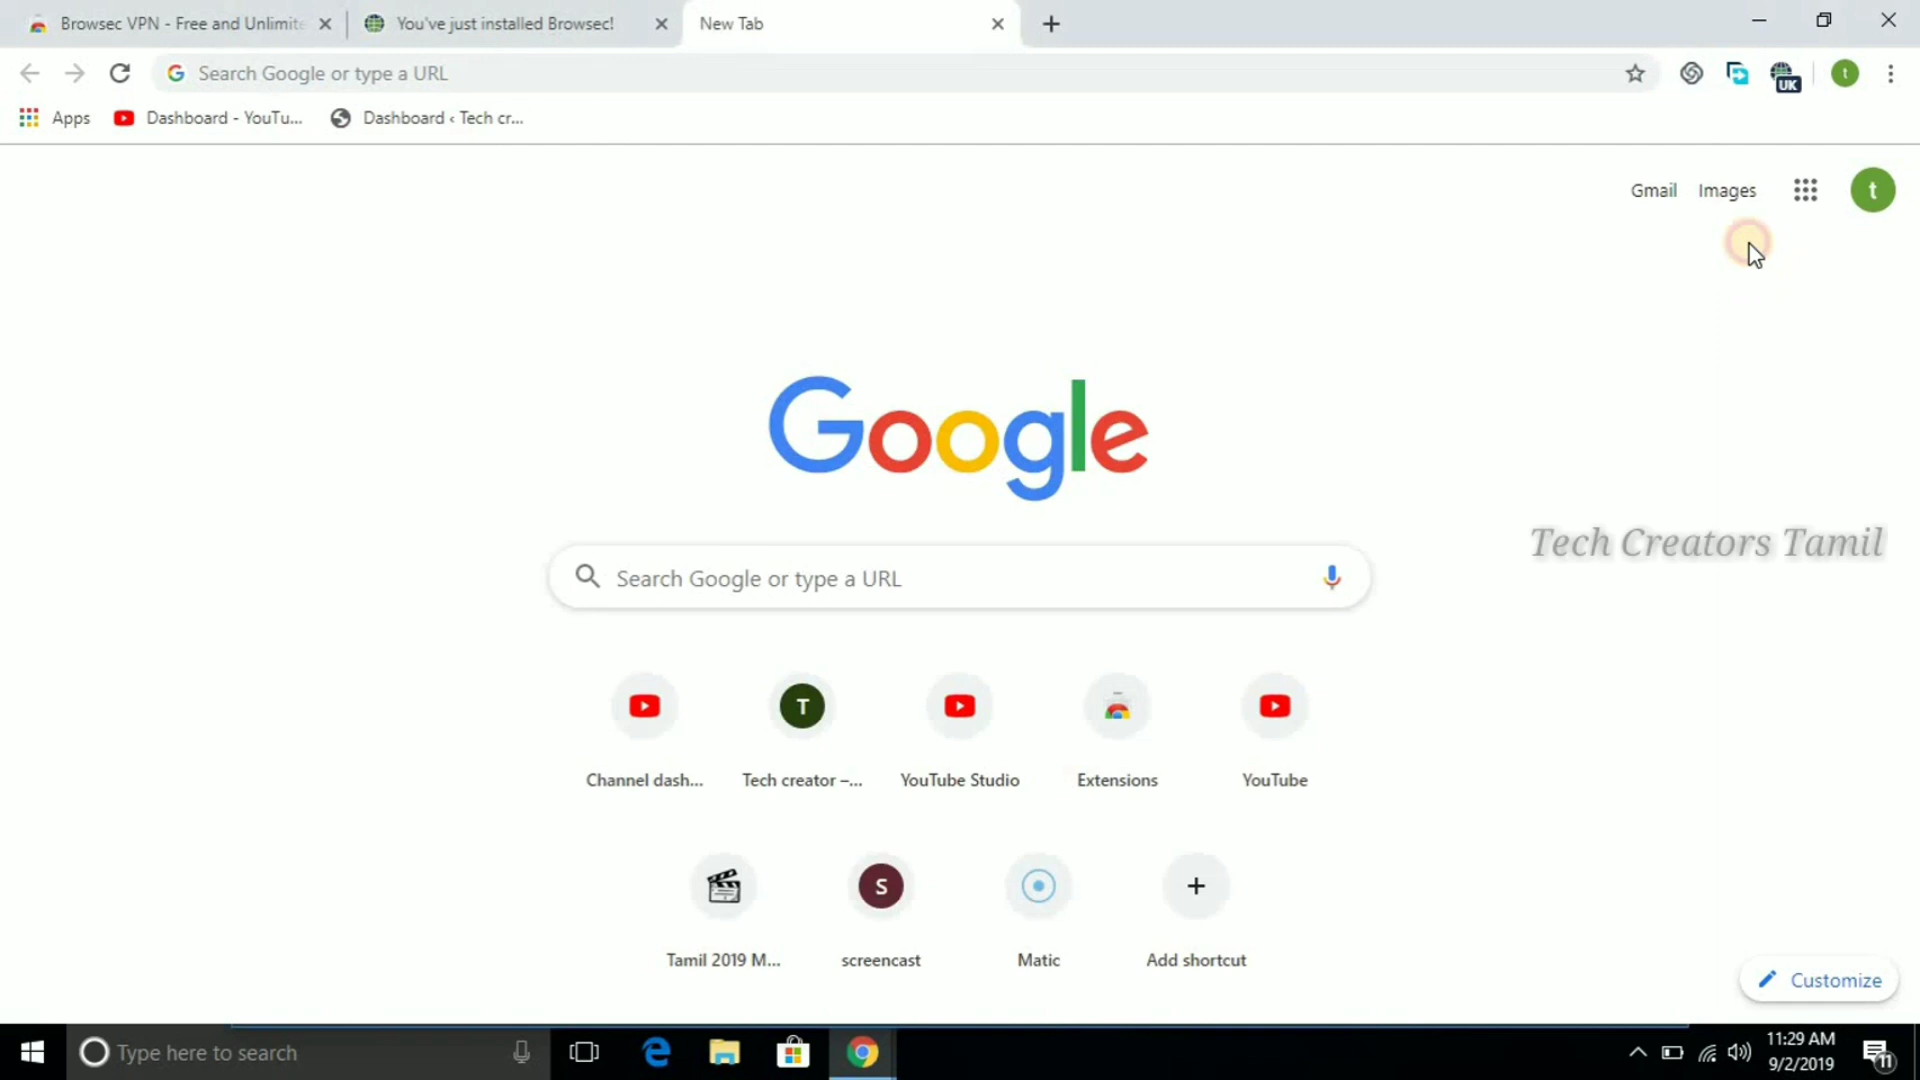 Browsec VPN - Free and Unlimite
You've just installed Browsec!
New Tab
Search Google or type a URL
UK
t
Apps
Dashboard - YouTu...
Dashboard ‹ Tech cr...
Gmail
Images
t
Google
Tech Creators Tamil
Search Google or type a URL
T
Channel dash...
Tech creator –...
YouTube Studio
Extensions
YouTube
S
Tamil 2019 M...
screencast
Matic
Add shortcut
Customize
Type here to search
11:29 AM
9/2/2019
11